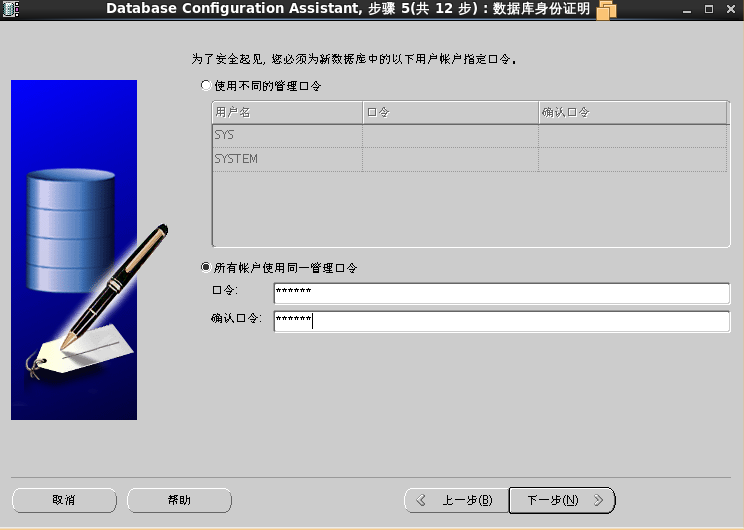 Database Configuration Assistant, 步骤 5(共 12 步) : 数据库身份证明
为了安全起见, 您必须为新数据库中的以下用户帐户指定口令。
使用不同的管理口令
用户名 口令 确认口令
SYS
SYSTEM
所有帐户使用同一管理口令
口令: ******
确认口令: ******
取消 帮助 上一步(B) 下一步(N)